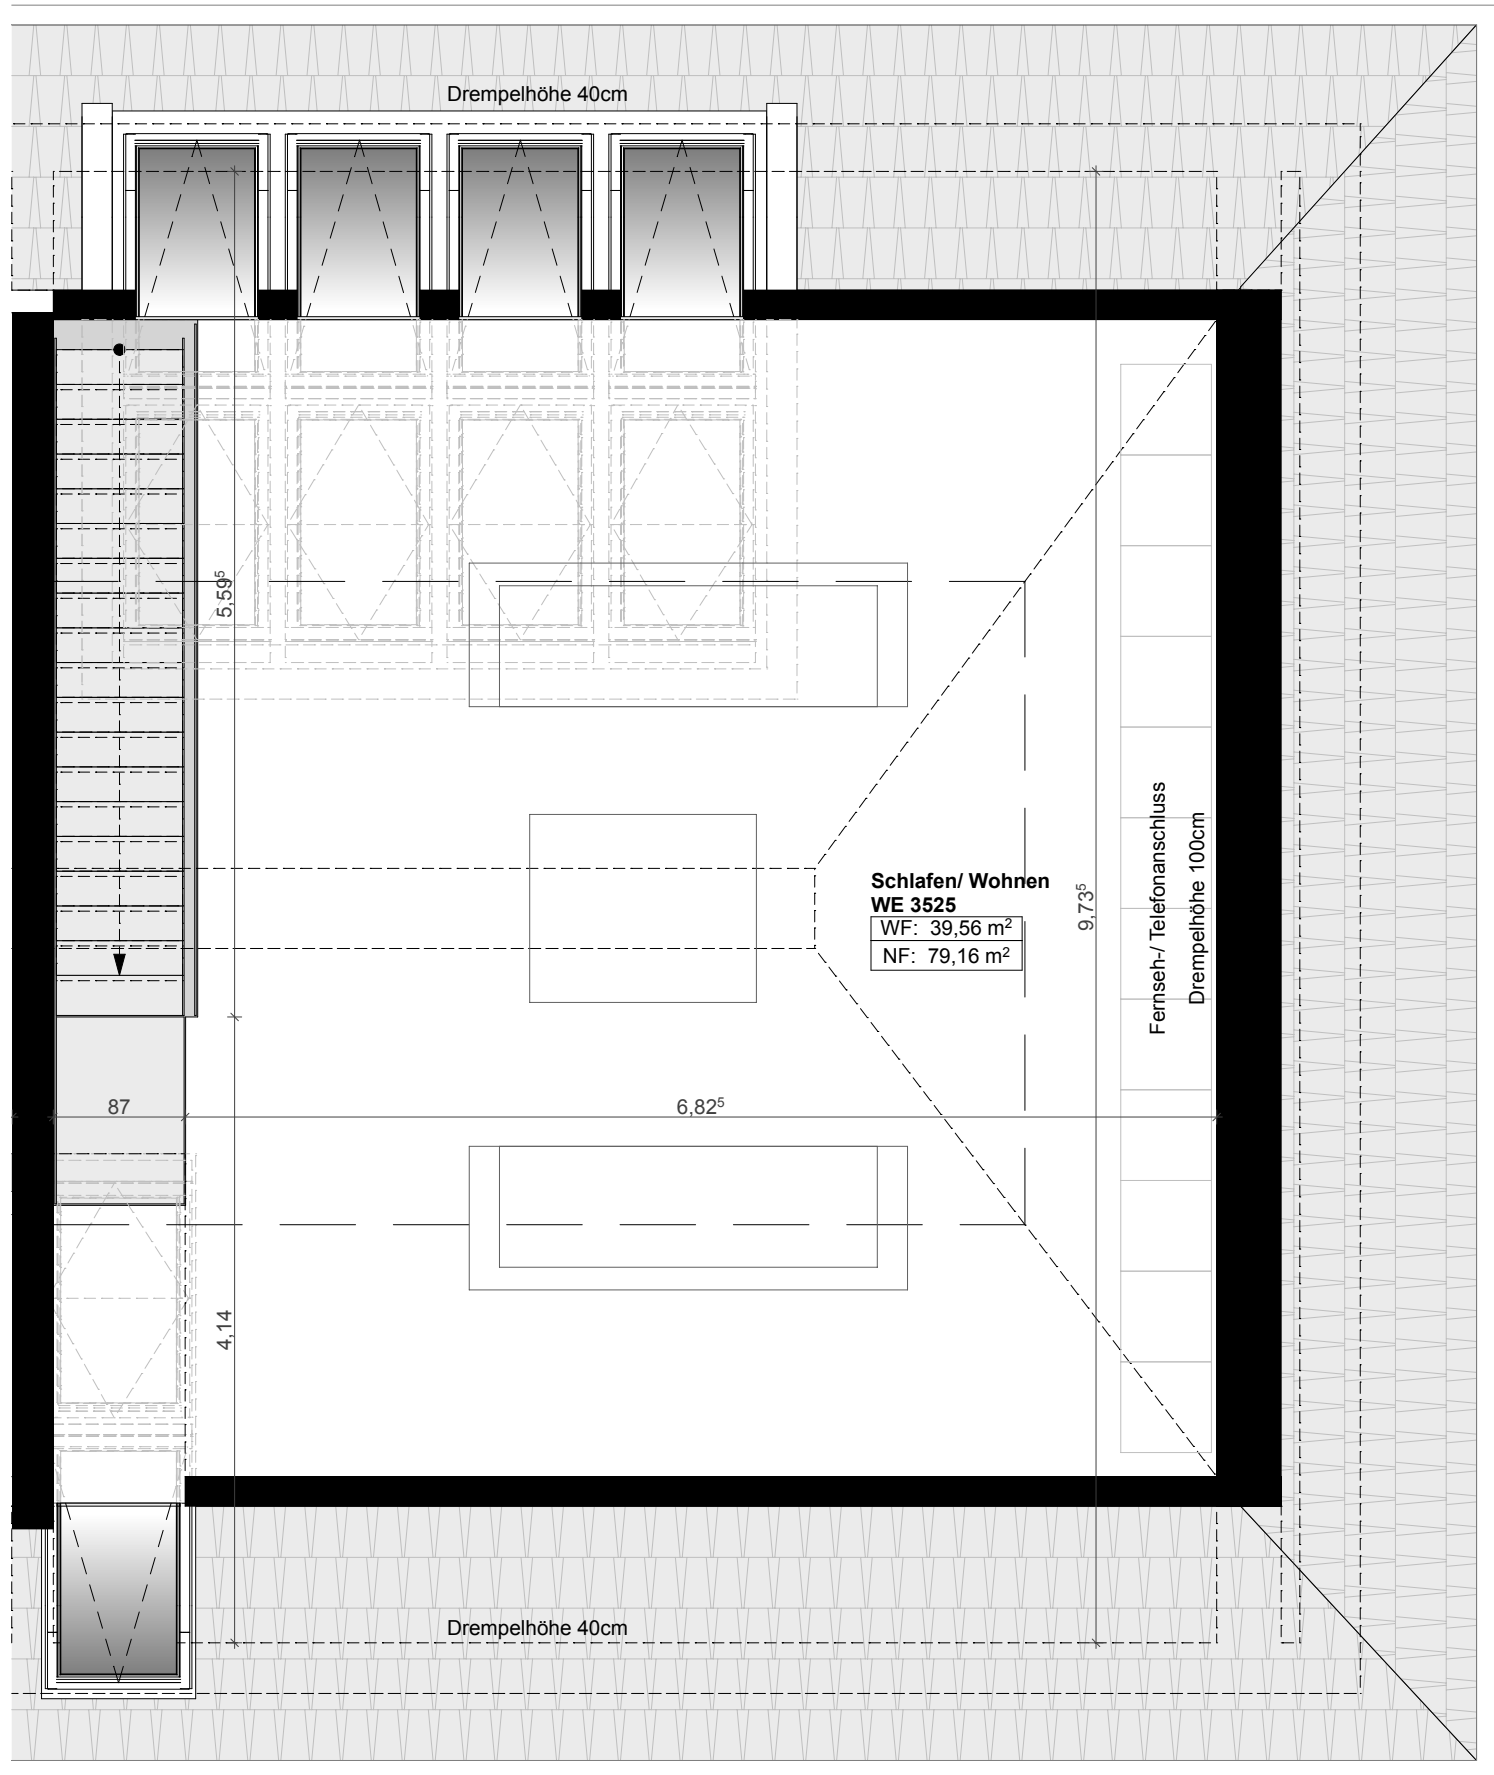 Drempelhöhe 40cm
5,59⁵
Schlafen/ Wohnen
WE 3525
WF: 39,56 m²
NF: 79,16 m²
9,73⁵
Fernseh-/ Telefonanschluss
Drempelhöhe 100cm
87
6,82⁵
4,14
Drempelhöhe 40cm